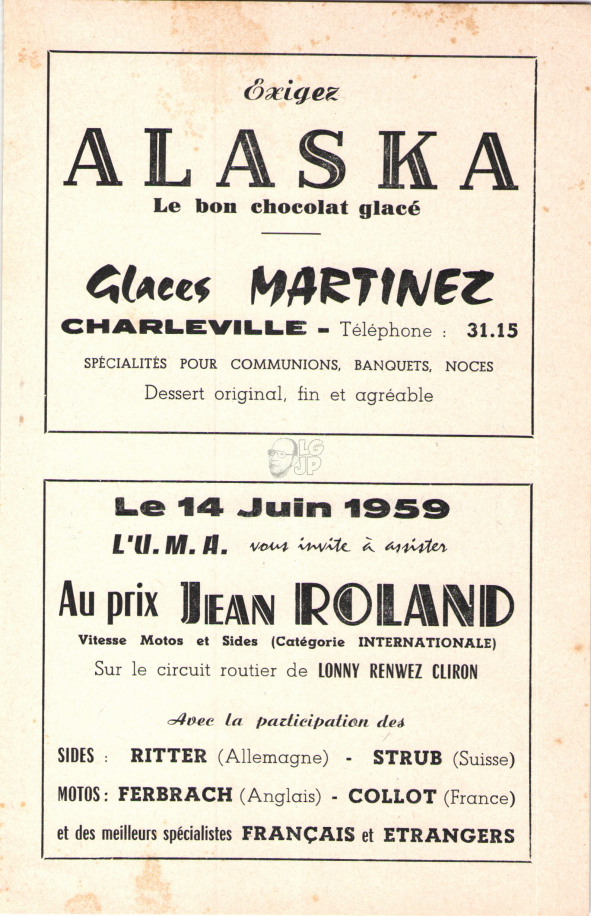 Exigez
ALASKA
Le bon chocolat glacé
Glaces MARTINEZ
CHARLEVILLE - Téléphone : 31.15
SPÉCIALITÉS POUR COMMUNIONS, BANQUETS, NOCES
Dessert original, fin et agréable
LG
JP
Le 14 Juin 1959
L'U.M.A. vous invite à assister
Au prix JEAN ROLAND
Vitesse Motos et Sides (Catégorie INTERNATIONALE)
Sur le circuit routier de LONNY RENWEZ CLIRON
Avec la participation des
SIDES : RITTER (Allemagne) - STRUB (Suisse)
MOTOS : FERBRACH (Anglais) - COLLOT (France)
et des meilleurs spécialistes FRANÇAIS et ETRANGERS